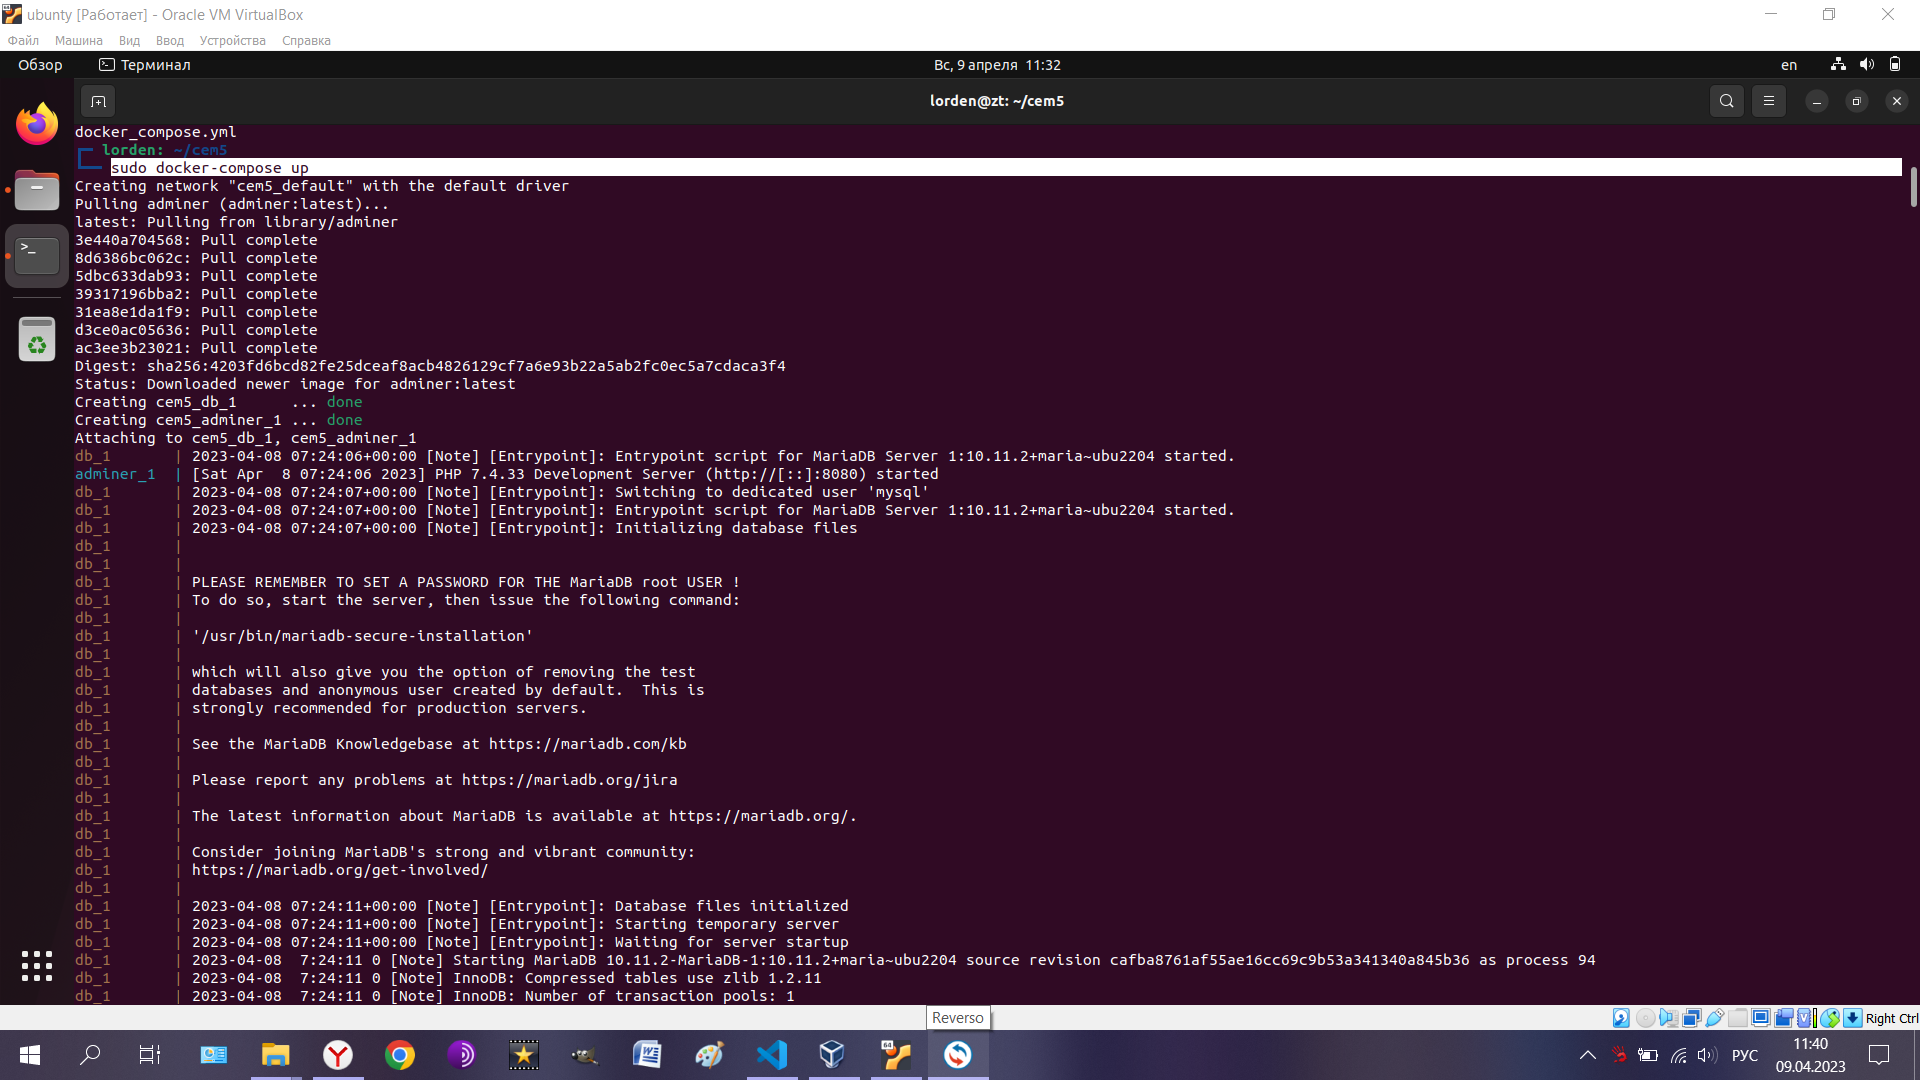 ubunty [Работает] - Oracle VM VirtualBox
Файл Машина Вид Ввод Устройства Справка
Обзор Терминал Вс, 9 апреля 11:32 en
lorden@zt: ~/cem5
docker_compose.yml
lorden: ~/cem5
sudo docker-compose up
Creating network "cem5_default" with the default driver
Pulling adminer (adminer:latest)...
latest: Pulling from library/adminer
3e440a704568: Pull complete
8d6386bc062c: Pull complete
5dbc633dab93: Pull complete
39317196bba2: Pull complete
31ea8e1da1f9: Pull complete
d3ce0ac05636: Pull complete
ac3ee3b23021: Pull complete
Digest: sha256:4203fd6bcd82fe25dceaf8acb4826129cf7a6e93b22a5ab2fc0ec5a7cdaca3f4
Status: Downloaded newer image for adminer:latest
Creating cem5_db_1 ... done
Creating cem5_adminer_1 ... done
Attaching to cem5_db_1, cem5_adminer_1
db_1 | 2023-04-08 07:24:06+00:00 [Note] [Entrypoint]: Entrypoint script for MariaDB Server 1:10.11.2+maria~ubu2204 started.
adminer_1 | [Sat Apr 8 07:24:06 2023] PHP 7.4.33 Development Server (http://[::]:8080) started
db_1 | 2023-04-08 07:24:07+00:00 [Note] [Entrypoint]: Switching to dedicated user 'mysql'
db_1 | 2023-04-08 07:24:07+00:00 [Note] [Entrypoint]: Entrypoint script for MariaDB Server 1:10.11.2+maria~ubu2204 started.
db_1 | 2023-04-08 07:24:07+00:00 [Note] [Entrypoint]: Initializing database files
db_1 |
db_1 |
db_1 | PLEASE REMEMBER TO SET A PASSWORD FOR THE MariaDB root USER !
db_1 | To do so, start the server, then issue the following command:
db_1 |
db_1 | '/usr/bin/mariadb-secure-installation'
db_1 |
db_1 | which will also give you the option of removing the test
db_1 | databases and anonymous user created by default. This is
db_1 | strongly recommended for production servers.
db_1 |
db_1 | See the MariaDB Knowledgebase at https://mariadb.com/kb
db_1 |
db_1 | Please report any problems at https://mariadb.org/jira
db_1 |
db_1 | The latest information about MariaDB is available at https://mariadb.org/.
db_1 |
db_1 | Consider joining MariaDB's strong and vibrant community:
db_1 | https://mariadb.org/get-involved/
db_1 |
db_1 | 2023-04-08 07:24:11+00:00 [Note] [Entrypoint]: Database files initialized
db_1 | 2023-04-08 07:24:11+00:00 [Note] [Entrypoint]: Starting temporary server
db_1 | 2023-04-08 07:24:11+00:00 [Note] [Entrypoint]: Waiting for server startup
db_1 | 2023-04-08 7:24:11 0 [Note] Starting MariaDB 10.11.2-MariaDB-1:10.11.2+maria~ubu2204 source revision cafba8761af55ae16cc69c9b53a341340a845b36 as process 94
db_1 | 2023-04-08 7:24:11 0 [Note] InnoDB: Compressed tables use zlib 1.2.11
db_1 | 2023-04-08 7:24:11 0 [Note] InnoDB: Number of transaction pools: 1
Reverso
Right Ctrl
РУС 11:40
09.04.2023